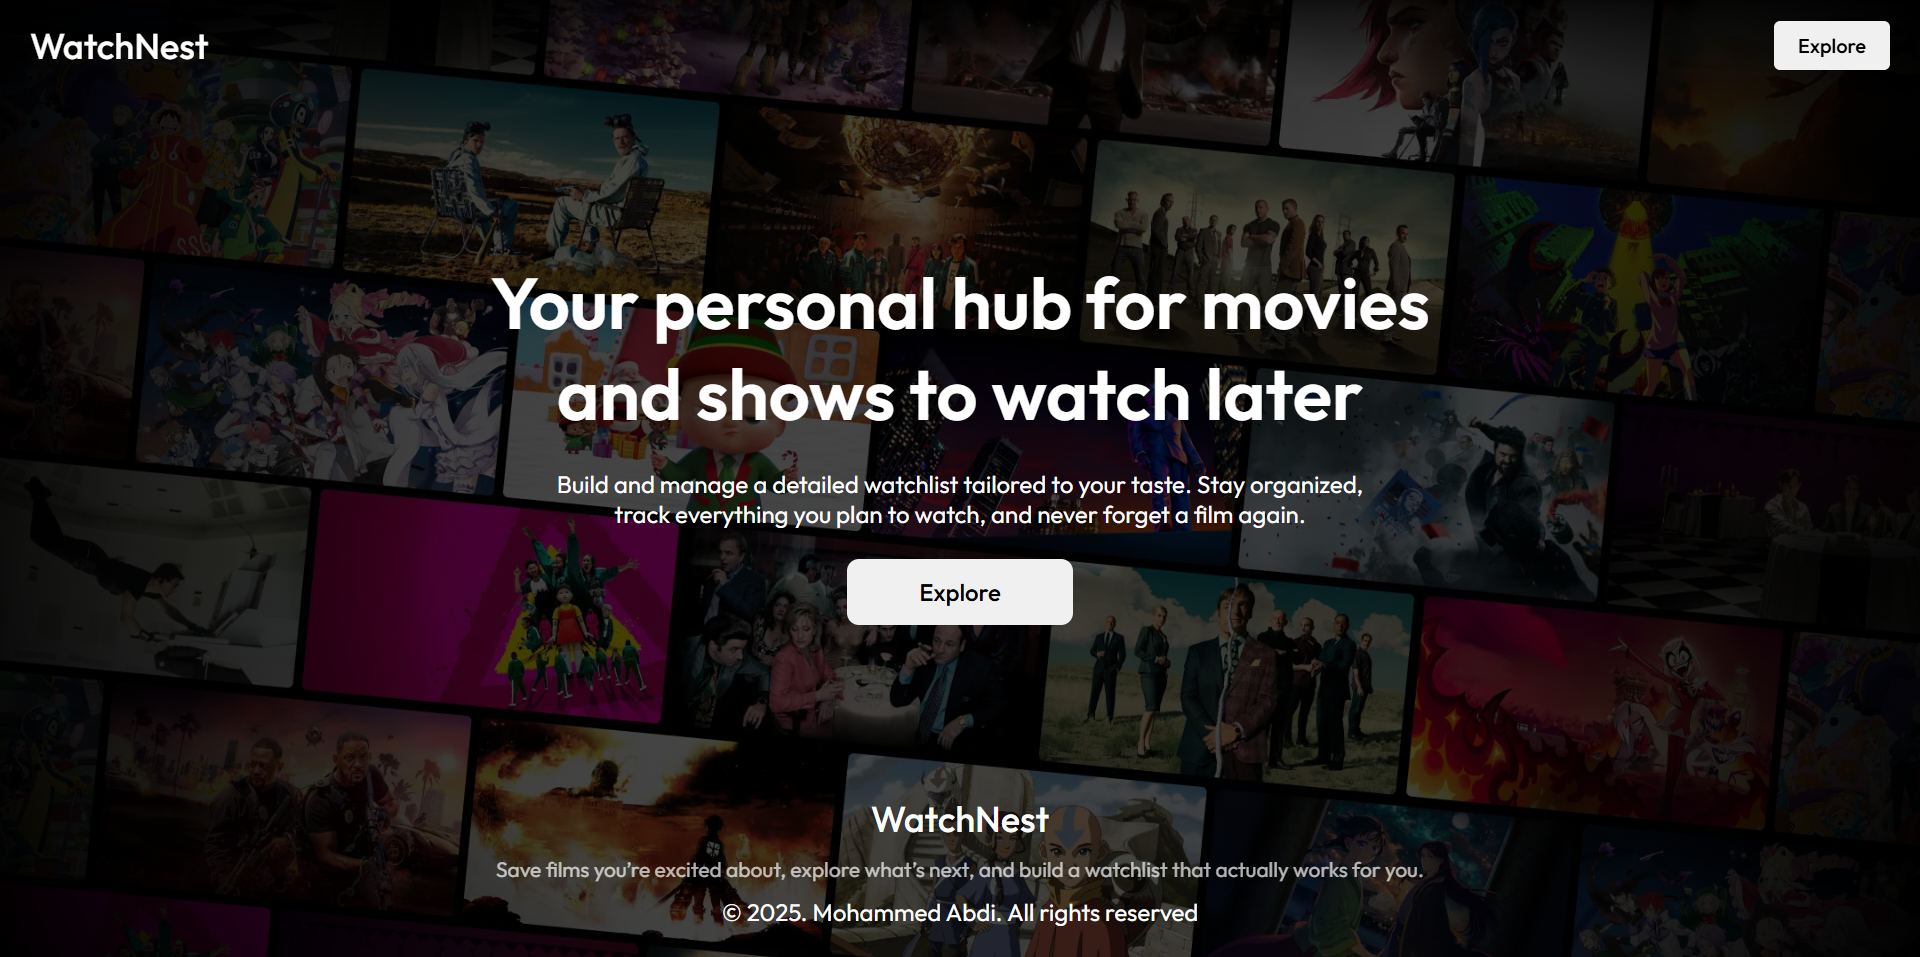 WatchNest
Explore
Your personal hub for movies
and shows to watch later
Build and manage a detailed watchlist tailored to your taste. Stay organized,
track everything you plan to watch, and never forget a film again.
Explore
WatchNest
Save films you’re excited about, explore what’s next, and build a watchlist that actually works for you.
© 2025. Mohammed Abdi. All rights reserved